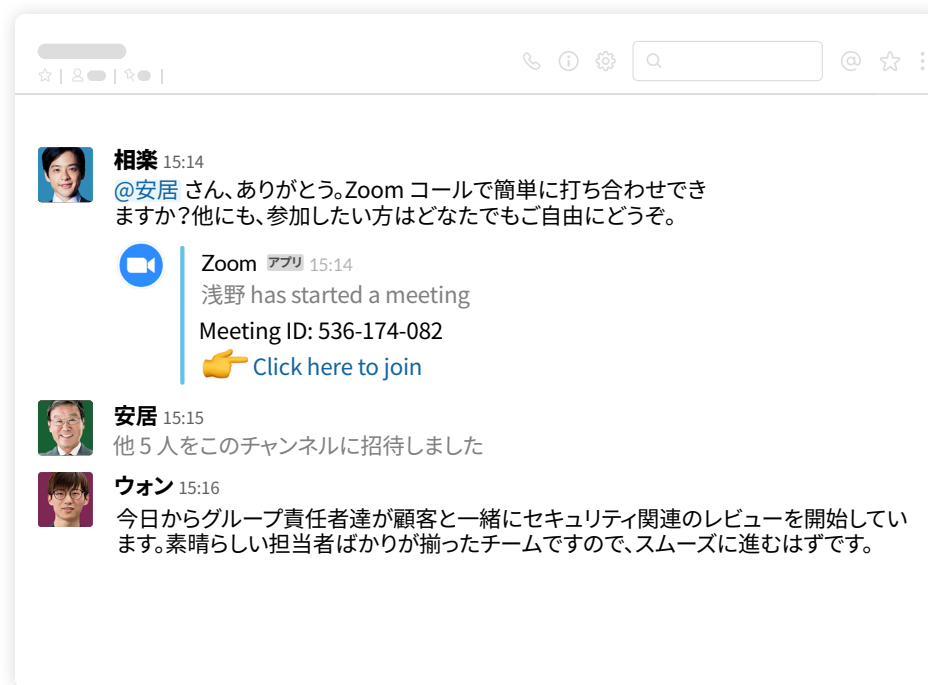 相楽 15:14
@安居 さん、ありがとう。Zoom コールで簡単に打ち合わせでき
ますか？他にも、参加したい方はどなたでもご自由にどうぞ。
Zoom アプリ 15:14
浅野 has started a meeting
Meeting ID: 536-174-082
Click here to join
安居 15:15
他 5 人をこのチャンネルに招待しました
ウォン 15:16
今日からグループ責任者達が顧客と一緒にセキュリティ関連のレビューを開始してい
ます。素晴らしい担当者ばかりが揃ったチームですので、スムーズに進むはずです。